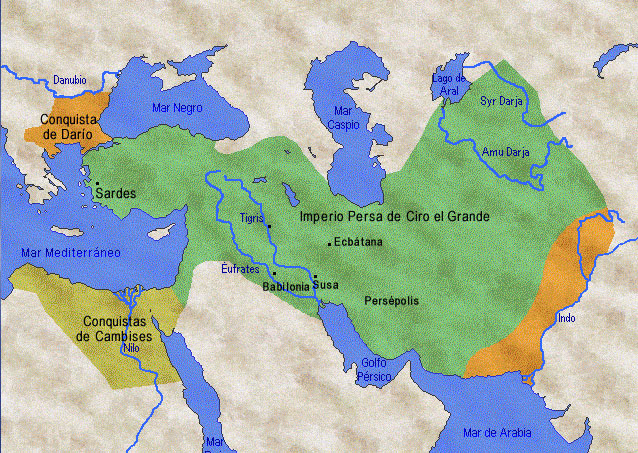 Danubio
Lago de
Aral
Syr Darja
Mar Negro
Mar
Caspio
Conquista
de Darío
Amu Darja
Sardes
Tigris
Imperio Persa de Ciro el Grande
Ecbátana
Mar Mediterráneo
Éufrates
Babilonia
Susa
Persépolis
Conquistas
de Cambises
Nilo
Indo
Golfo
Pérsico
Mar de Arabia
Mar